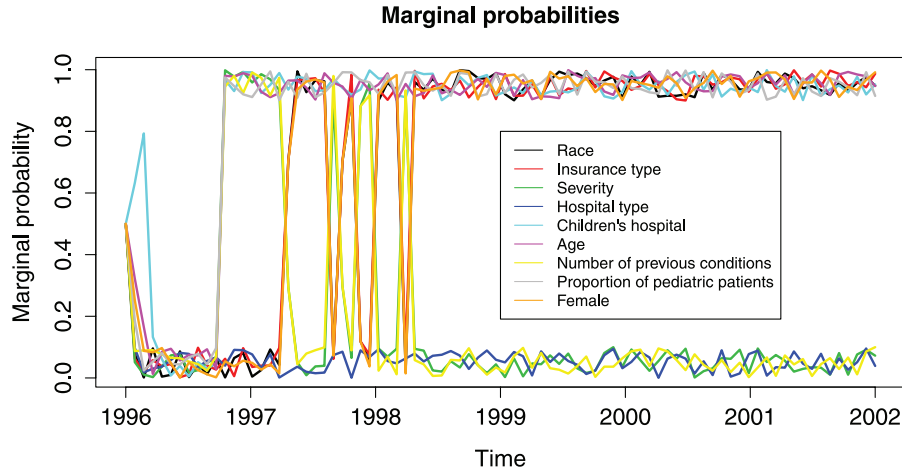 Marginal probabilities
1.0
0.8
0.6
0.4
0.2
0.0
Marginal probability
Race
Insurance type
Severity
Hospital type
Children's hospital
Age
Number of previous conditions
Proportion of pediatric patients
Female
1996 1997 1998 1999 2000 2001 2002
Time